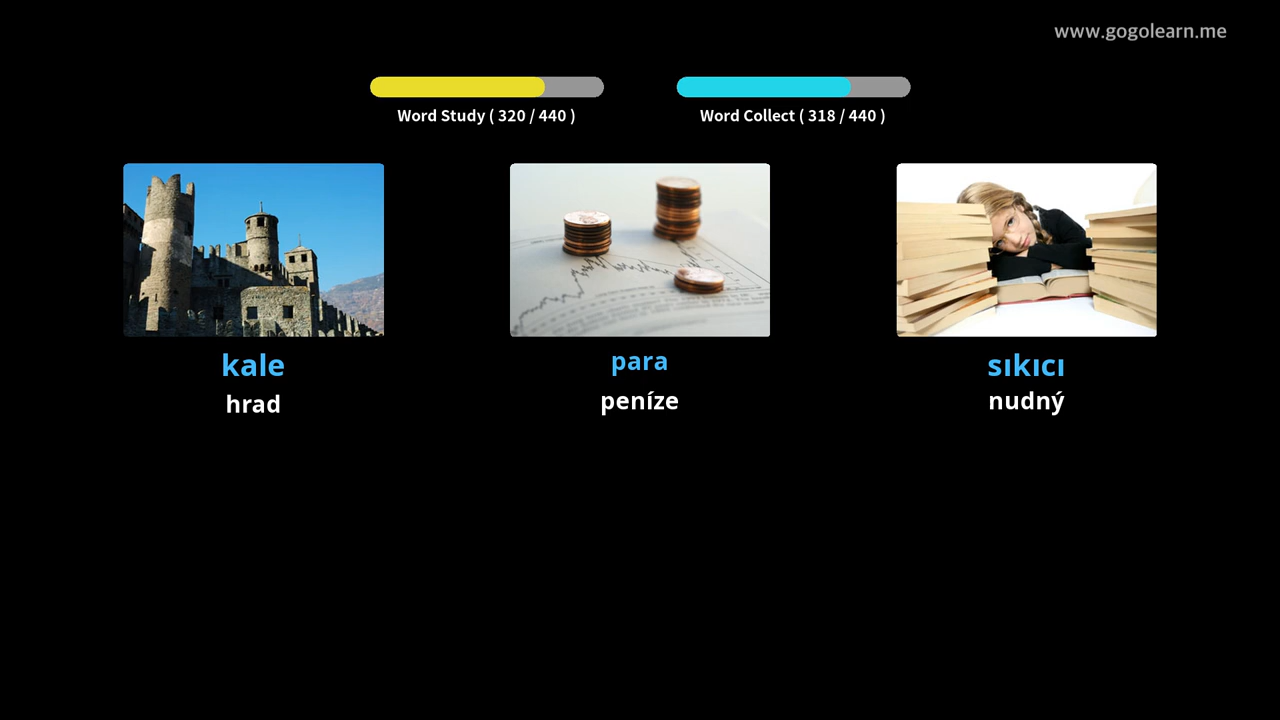 www.gogolearn.me
Word Study ( 320 / 440 )
Word Collect ( 318 / 440 )
kale
para
sıkıcı
hrad
peníze
nudný